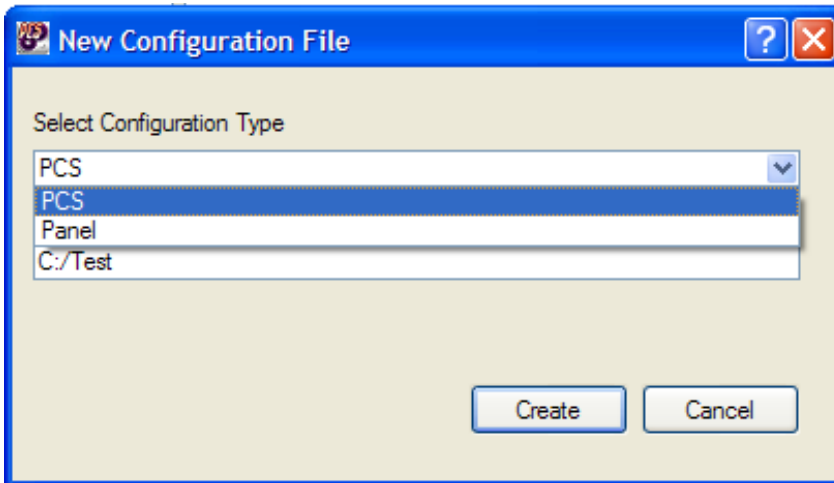 New Configuration File
Select Configuration Type
PCS
PCS
Panel
C:/Test
Create Cancel